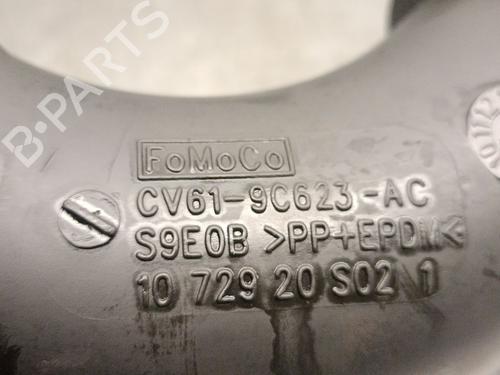 FoMoCo
CV61-9C623-AC
S9E0B >PP+EPDM<
10 729 20 S02 1
B-PARTS